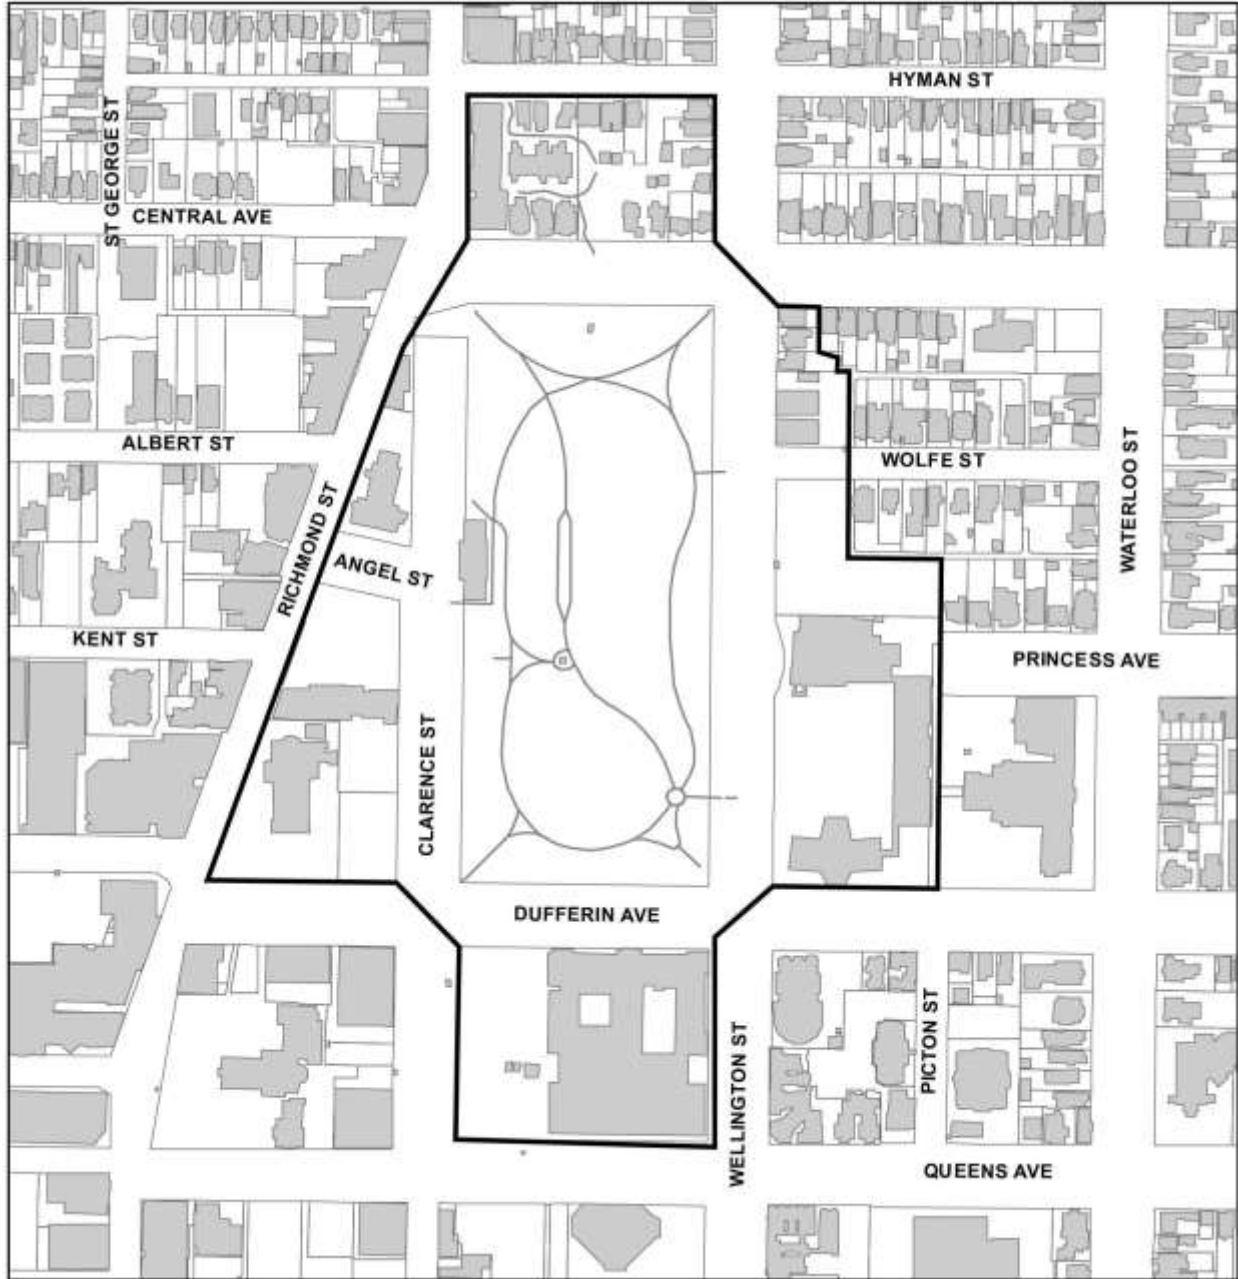 HYMAN ST
ST GEORGE ST
CENTRAL AVE
ALBERT ST
WOLFE ST
WATERLOO ST
RICHMOND ST
ANGEL ST
KENT ST
PRINCESS AVE
CLARENCE ST
DUFFERIN AVE
PICTON ST
WELLINGTON ST
QUEENS AVE